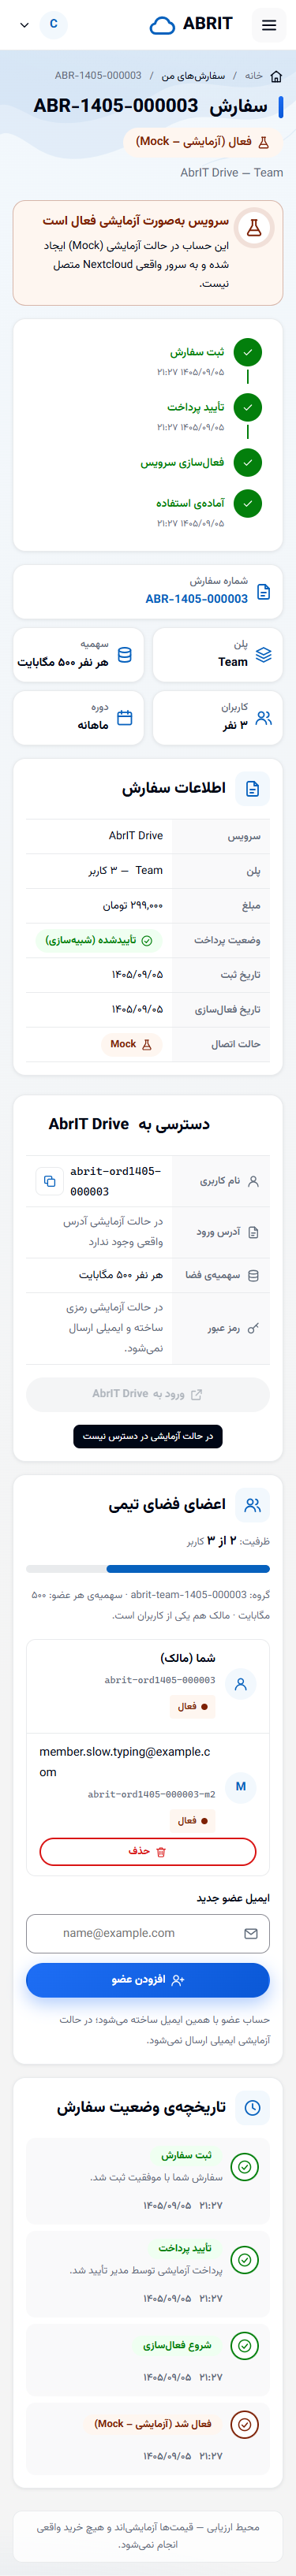 ABRIT
C
خانه / سفارش‌های من / ABR-1405-000003
سفارش ABR-1405-000003
فعال (آزمایشی – Mock)
AbrIT Drive — Team
سرویس به‌صورت آزمایشی فعال است
این حساب در حالت آزمایشی (Mock) ایجاد
شده و به سرور واقعی Nextcloud متصل
نیست.
ثبت سفارش
۱۴۰۵/۰۹/۰۵ ۲۱:۲۷
تأیید پرداخت
۱۴۰۵/۰۹/۰۵ ۲۱:۲۷
فعال‌سازی سرویس
آماده‌ی استفاده
۱۴۰۵/۰۹/۰۵ ۲۱:۲۷
شماره سفارش
ABR-1405-000003
پلن
Team
سهمیه
هر نفر ۵۰۰ مگابایت
کاربران
۳ نفر
دوره
ماهانه
اطلاعات سفارش
سرویس AbrIT Drive
پلن Team — ۳ کاربر
مبلغ ۲۹۹,۰۰۰ تومان
وضعیت پرداخت تأییدشده (شبیه‌سازی)
تاریخ ثبت ۱۴۰۵/۰۹/۰۵
تاریخ فعال‌سازی ۱۴۰۵/۰۹/۰۵
حالت اتصال Mock
دسترسی به AbrIT Drive
نام کاربری abrit-ord1405-
000003
آدرس ورود در حالت آزمایشی آدرس
واقعی وجود ندارد
سهمیه‌ی فضا هر نفر ۵۰۰ مگابایت
رمز عبور در حالت آزمایشی رمزی
ساخته و ایمیلی ارسال
نمی‌شود.
ورود به AbrIT Drive
در حالت آزمایشی در دسترس نیست
اعضای فضای تیمی
ظرفیت: ۲ از ۳ کاربر
گروه: abrit-team-1405-000003 · سهمیه‌ی هر عضو: ۵۰۰
مگابایت · مالک هم یکی از کاربران است.
شما (مالک)
abrit-ord1405-000003
فعال
M
member.slow.typing@example.c
om
abrit-ord1405-000003-m2
فعال
حذف
ایمیل عضو جدید
name@example.com
افزودن عضو
حساب عضو با همین ایمیل ساخته می‌شود؛ در حالت
آزمایشی ایمیلی ارسال نمی‌شود.
تاریخچه‌ی وضعیت سفارش
ثبت سفارش
سفارش شما با موفقیت ثبت شد.
۱۴۰۵/۰۹/۰۵ ۲۱:۲۷
تأیید پرداخت
پرداخت آزمایشی توسط مدیر تأیید شد.
۱۴۰۵/۰۹/۰۵ ۲۱:۲۷
شروع فعال‌سازی
۱۴۰۵/۰۹/۰۵ ۲۱:۲۷
فعال شد (آزمایشی – Mock)
۱۴۰۵/۰۹/۰۵ ۲۱:۲۷
محیط ارزیابی — قیمت‌ها آزمایشی‌اند و هیچ خرید واقعی
انجام نمی‌شود.